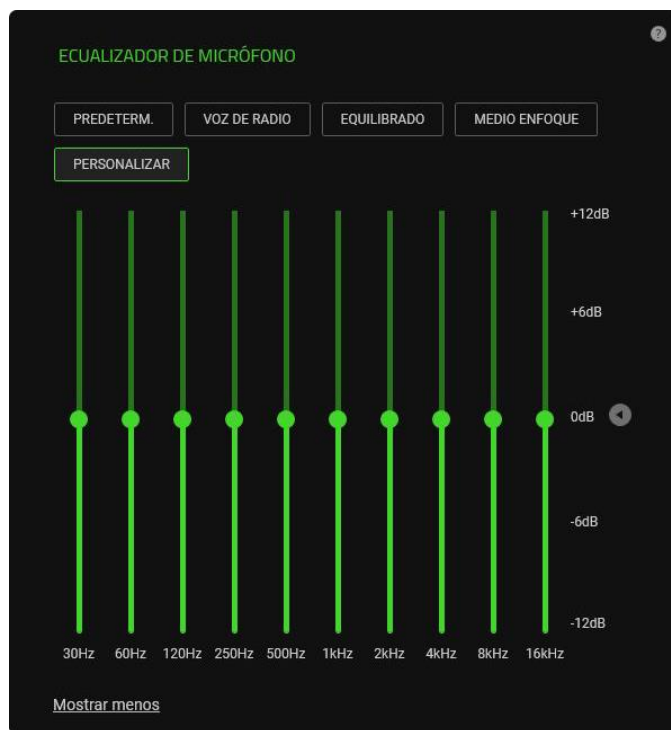 ?
ECUALIZADOR DE MICRÓFONO
PREDETERM. VOZ DE RADIO EQUILIBRADO MEDIO ENFOQUE
PERSONALIZAR
+12dB
+6dB
0dB
-6dB
-12dB
30Hz 60Hz 120Hz 250Hz 500Hz 1kHz 2kHz 4kHz 8kHz 16kHz
Mostrar menos